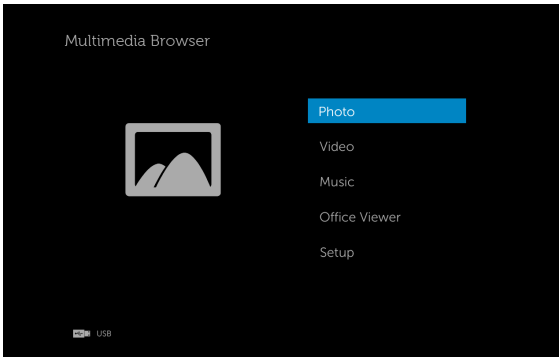 Multimedia Browser
Photo
Video
Music
Office Viewer
Setup
USB